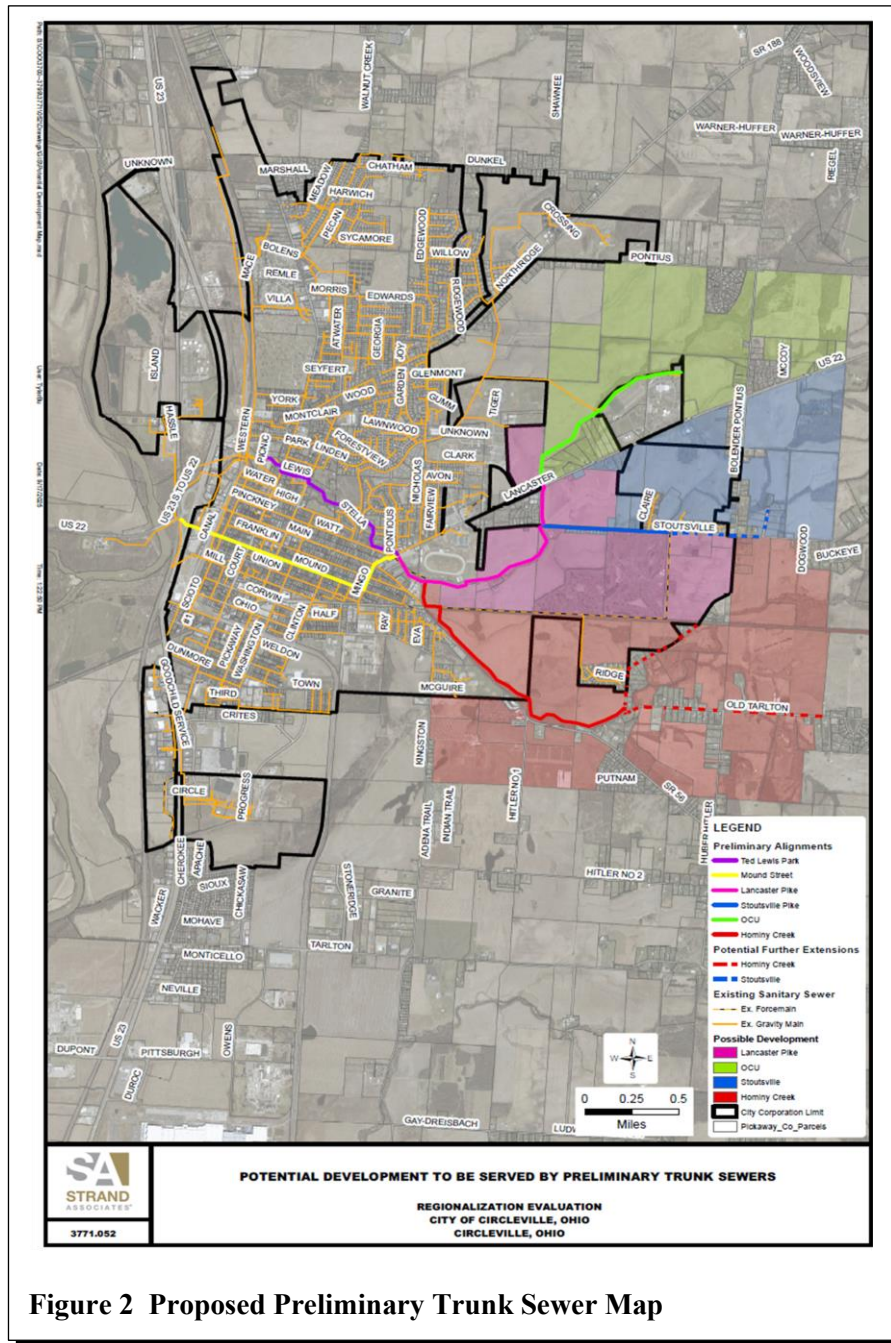 US 23
WALNUT CREEK
SHAWNEE
SR 188
WOODSVIEW
WARNER-HUFFER
WARNER-HUFFER
RIEGEL
UNKNOWN
MARSHALL
MEADOW
CHATHAM
DUNKEL
HARWICH
PECAN
SYCAMORE
EDGEWOOD
WILLOW
CROSSING
NORTHRIDGE
PONTIUS
BOLENS
MACE
REMLE
MORRIS
VILLA
RIDGEWOOD
EDWARDS
ATWATER
GEORGIA
JOY
ISLAND
SEYFERT
GARDEN
GLENMONT
MCCOY
US 22
HASSLE
YORK
WOOD
GUMM
TIGER
MONTCLAIR
LAWNWOOD
UNKNOWN
WESTERN
PICNIC
PARK
LINDEN
FORESTVIEW
CLARK
BOLENDER PONTIUS
LEWIS
NICHOLAS
AVON
LANCASTER
WATER
HIGH
STELLA
FAIRVIEW
CLAIRE
US 23 S TO US 22
PINCKNEY
WATT
PONTIOUS
STOUTSVILLE
US 22
CANAL
FRANKLIN
MAIN
DOGWOOD
BUCKEYE
MILL
COURT
UNION
MOUND
MINGO
SCIOTO
CORWIN
#1
OHIO
CLINTON
HALF
RAY
EVA
PICKAWAY
WASHINGTON
WELDON
DUNMORE
RIDGE
GOODCHILD SERVICE
THIRD
TOWN
MCGUIRE
CRITES
OLD TARLTON
KINGSTON
PUTNAM
CIRCLE
PROGRESS
SR 56
ADENA TRAIL
INDIAN TRAIL
HITLER NO 1
HUBER HITLER
CHEROKEE
APACHE
SIOUX
CHICKASAW
HITLER NO 2
WACKER
MOHAVE
STONERIDGE
GRANITE
MONTICELLO
TARLTON
NEVILLE
US 23
DUPONT
PITTSBURGH
OWENS
DUROC
GAY-DREISBACH
LEGEND
Preliminary Alignments
Ted Lewis Park
Mound Street
Lancaster Pike
Stoutsville Pike
OCU
Hominy Creek
Potential Further Extensions
Hominy Creek
Stoutsville
Existing Sanitary Sewer
Ex. Forcemain
Ex. Gravity Main
Possible Development
Lancaster Pike
OCU
Stoutsville
Hominy Creek
City Corporation Limit
Pickaway_Co_Parcels
N
W E
S
0 0.25 0.5
Miles
SA
STRAND
ASSOCIATES®
3771.052
POTENTIAL DEVELOPMENT TO BE SERVED BY PRELIMINARY TRUNK SEWERS
REGIONALIZATION EVALUATION
CITY OF CIRCLEVILLE, OHIO
CIRCLEVILLE, OHIO
Figure 2 Proposed Preliminary Trunk Sewer Map